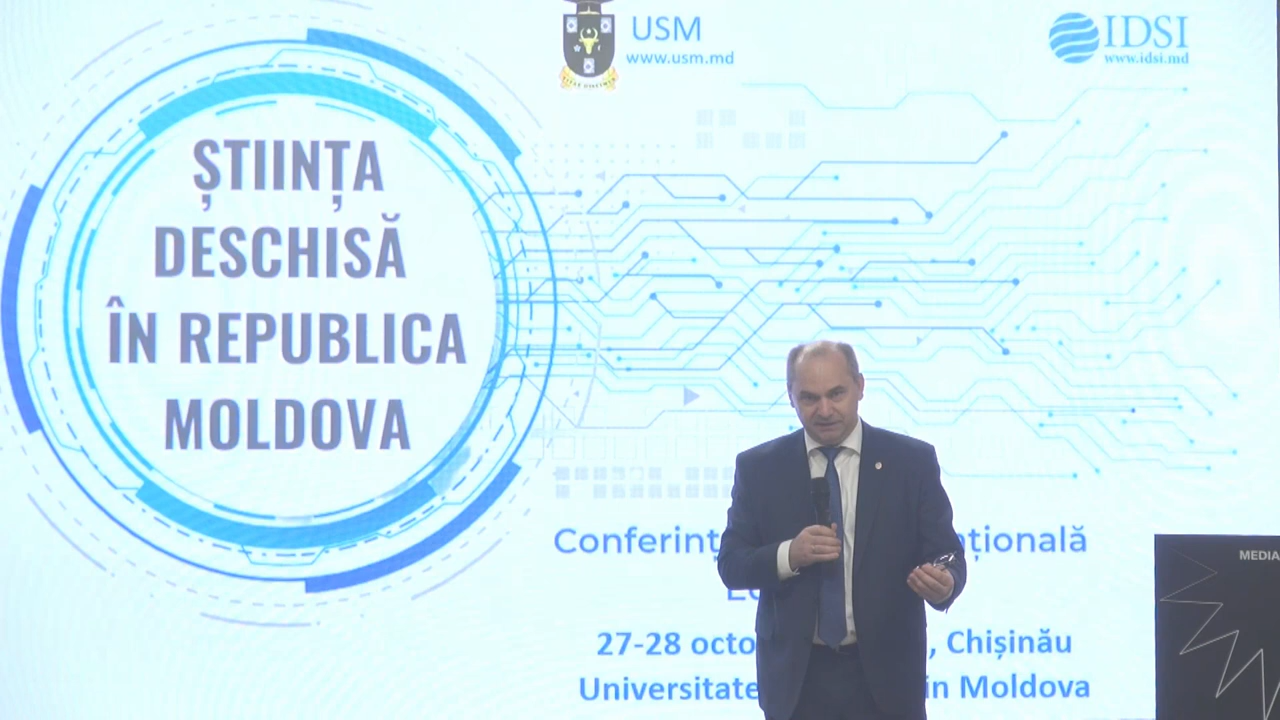 USM
www.usm.md
IDSI
www.idsi.md
ȘTIINȚA
DESCHISĂ
ÎN REPUBLICA
MOLDOVA
Conferinț ațională
27-28 octo , Chișinău
Universitate in Moldova
MEDIA